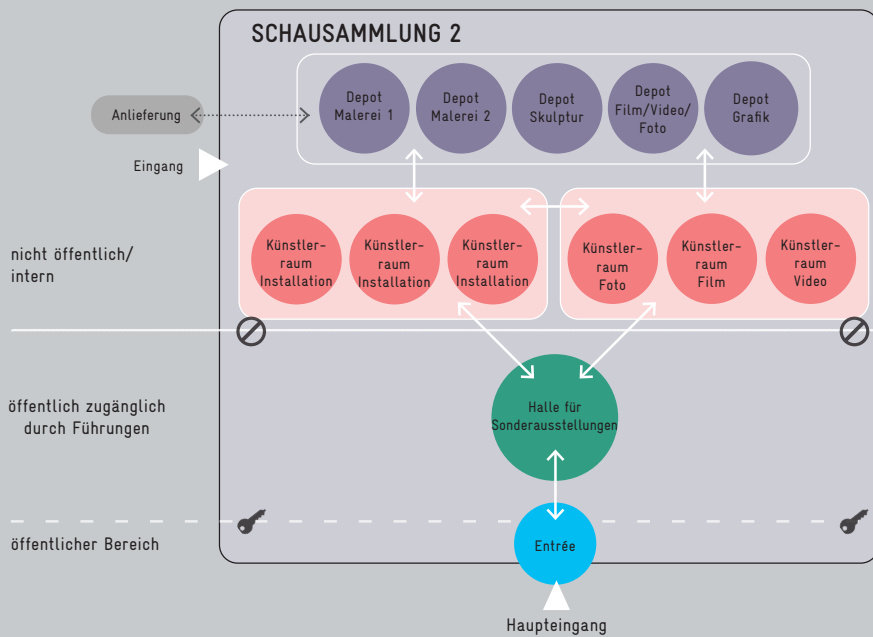 SCHAUSAMMLUNG 2
Depot
Malerei 1
Depot
Malerei 2
Depot
Skulptur
Depot
Film/Video/
Foto
Depot
Grafik
Anlieferung
Eingang
nicht öffentlich/
intern
Künstler-
raum
Installation
Künstler-
raum
Installation
Künstler-
raum
Installation
Künstler-
raum
Foto
Künstler-
raum
Film
Künstler-
raum
Video
öffentlich zugänglich
durch Führungen
Halle für
Sonderausstellungen
öffentlicher Bereich
Entrée
Haupteingang